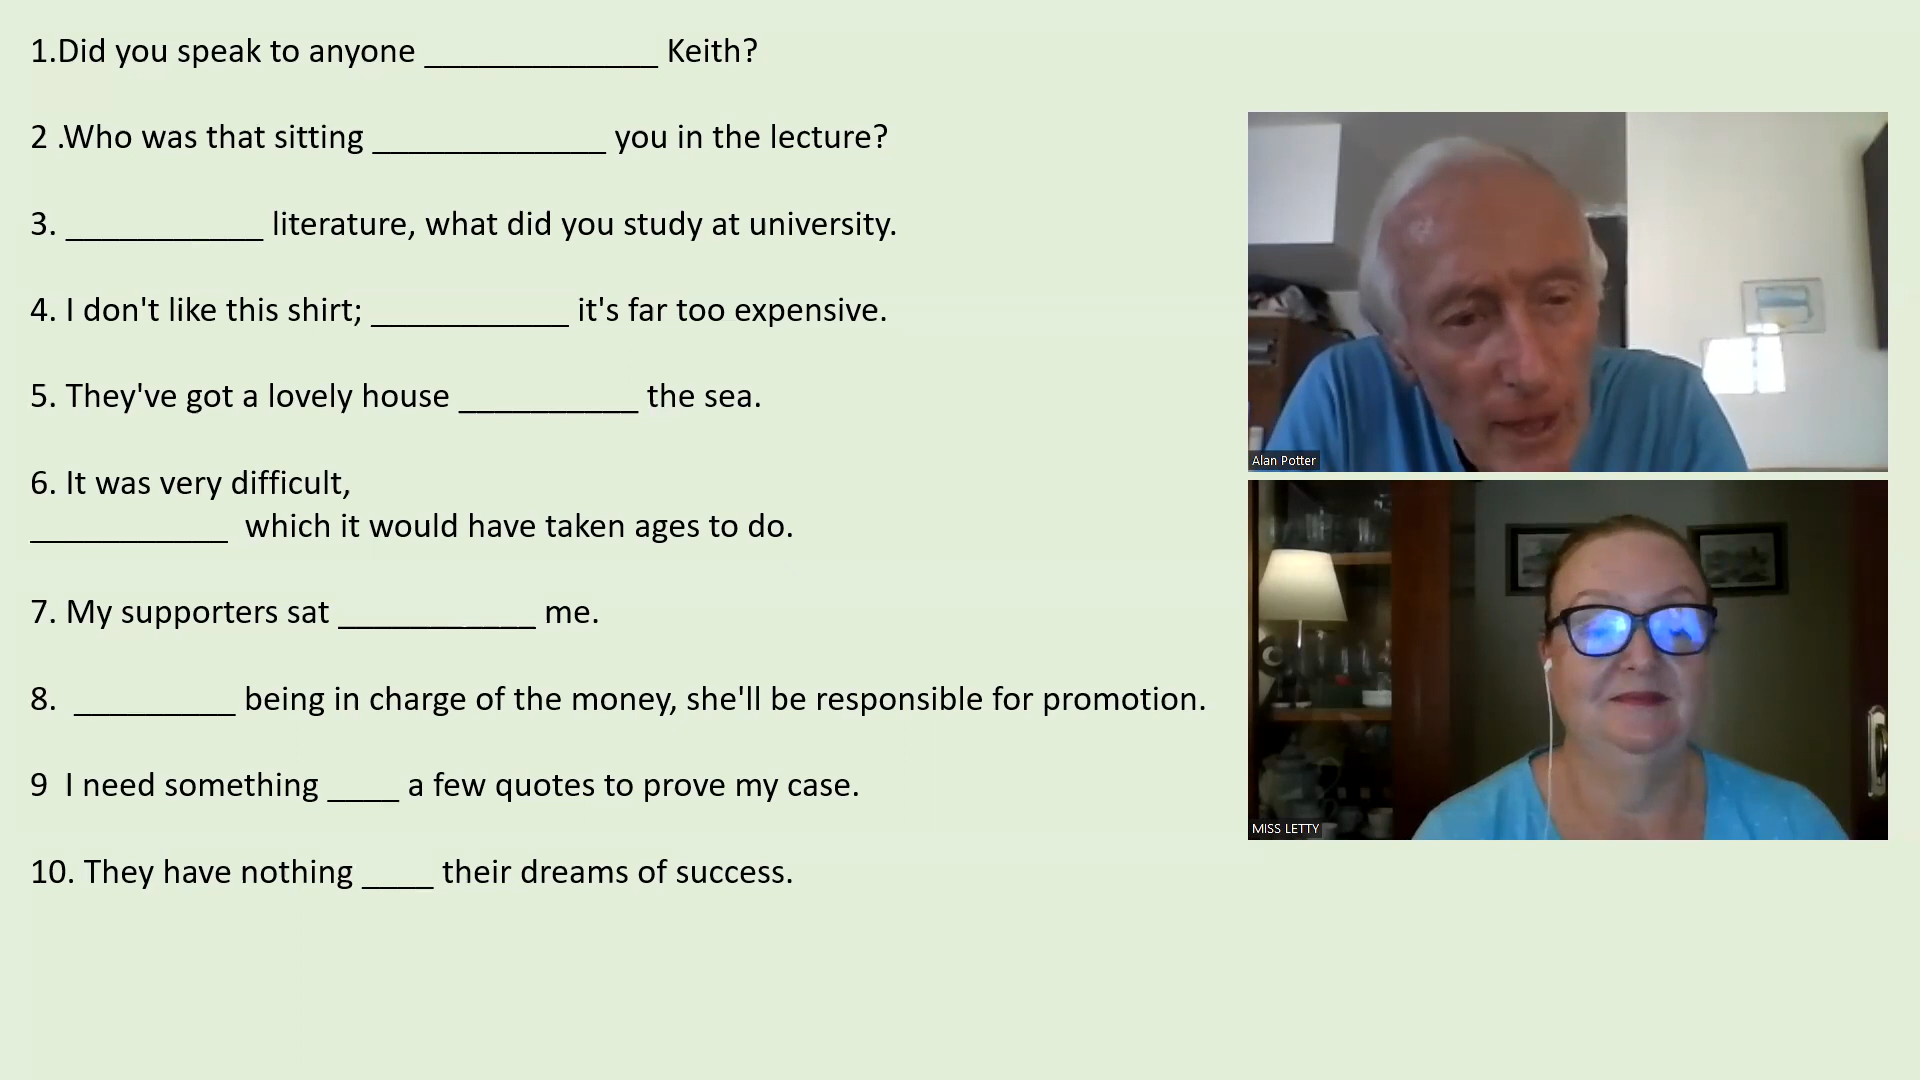 1.Did you speak to anyone _____________ Keith?
2 .Who was that sitting _____________ you in the lecture?
3. ___________ literature, what did you study at university.
4. I don't like this shirt; ___________ it's far too expensive.
5. They've got a lovely house __________ the sea.
6. It was very difficult,
___________ which it would have taken ages to do.
7. My supporters sat ___________ me.
8. _________ being in charge of the money, she'll be responsible for promotion.
9 I need something ____ a few quotes to prove my case.
10. They have nothing ____ their dreams of success.
Alan Potter
MISS LETTY